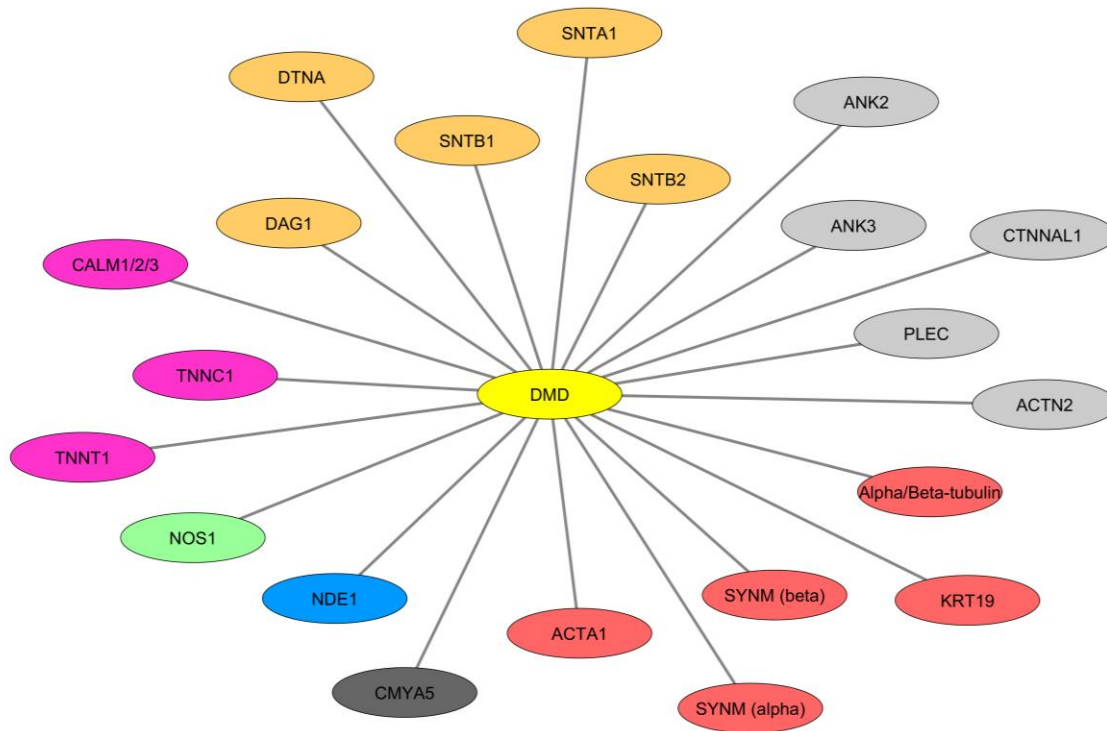 SNTA1
DTNA
ANK2
SNTB1
SNTB2
DAG1
ANK3
CTNNAL1
CALM1/2/3
PLEC
TNNC1
DMD
ACTN2
TNNT1
Alpha/Beta-tubulin
NOS1
NDE1
SYNM (beta)
KRT19
ACTA1
CMYA5
SYNM (alpha)